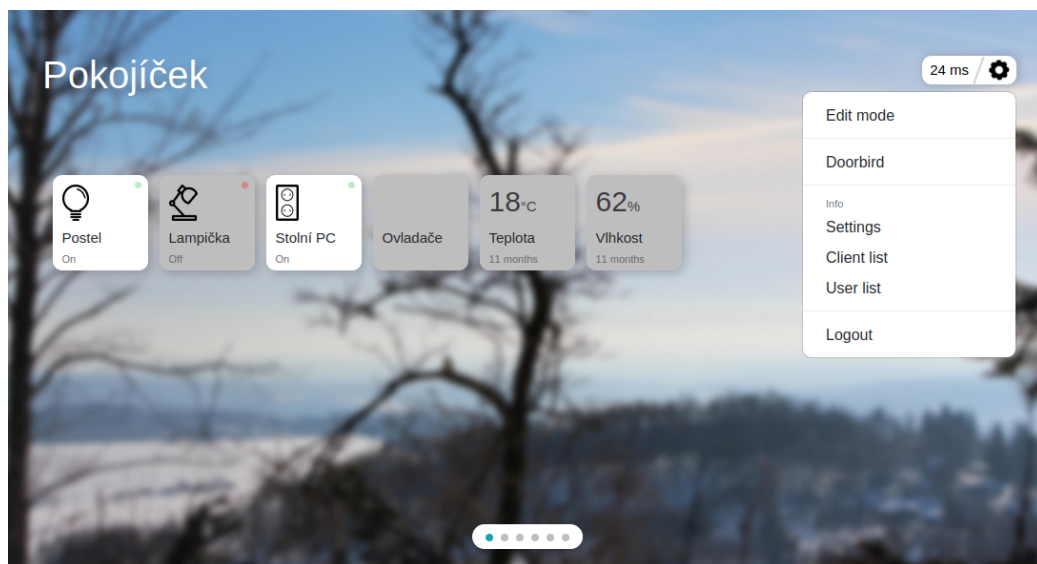 Pokojíček
24 ms
Edit mode
Doorbird
Info
Settings
Client list
User list
Logout
Postel
On
Lampička
Off
Stolní PC
On
Ovladače
18°C
Teplota
11 months
62%
Vlhkost
11 months